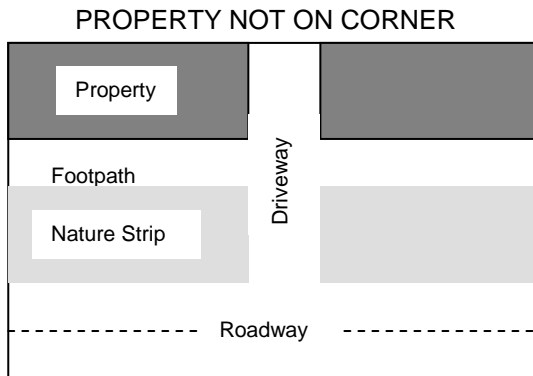 PROPERTY NOT ON CORNER
Property
Footpath
Driveway
Nature Strip
Roadway